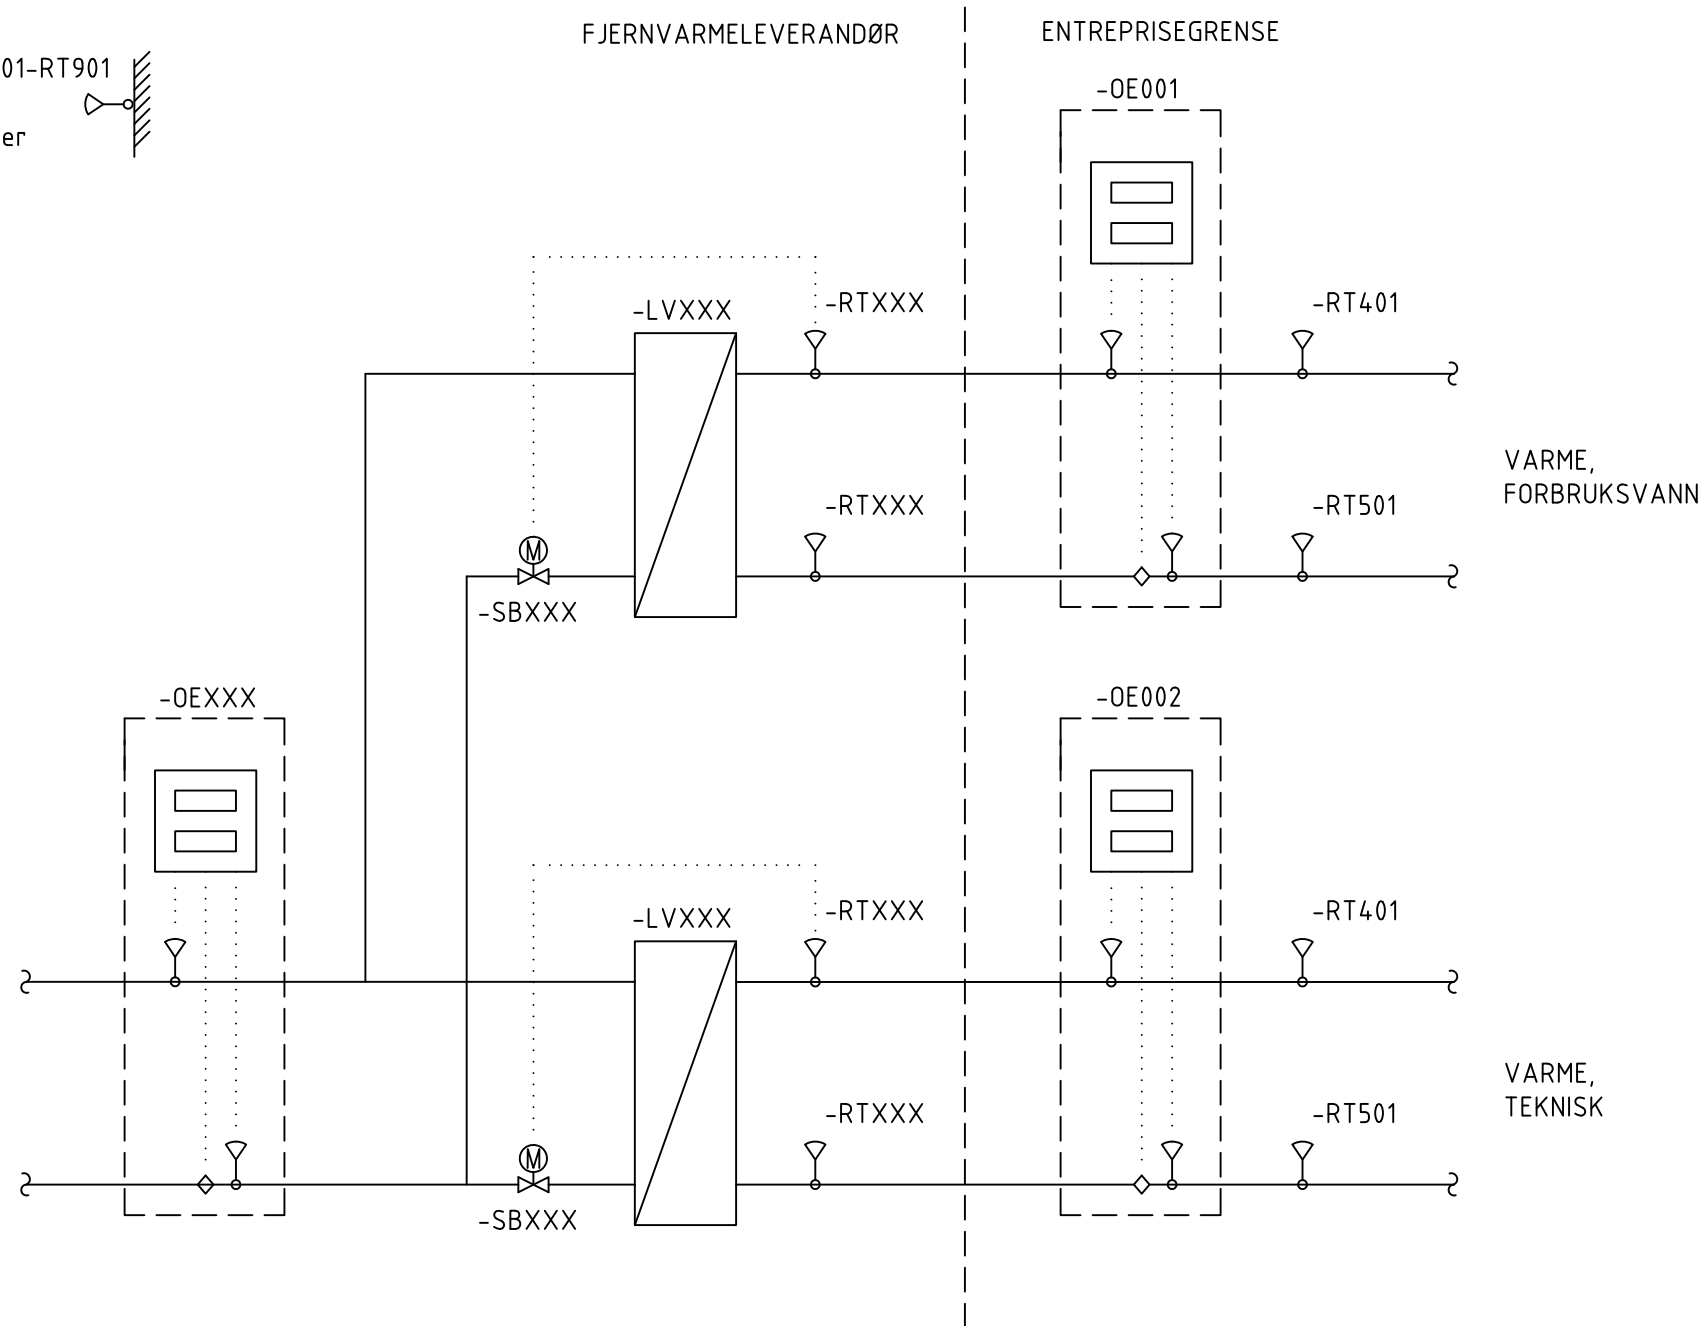 FJERNVARMELEVERANDØR
ENTREPRISEGRENSE
01-RT901
er
-OE001
-LVXXX
-RTXXX
-RT401
VARME,
FORBRUKSVANN
-RTXXX
-RT501
M
-SBXXX
-OEXXX
-OE002
-LVXXX
-RTXXX
-RT401
VARME,
TEKNISK
-RTXXX
-RT501
M
-SBXXX